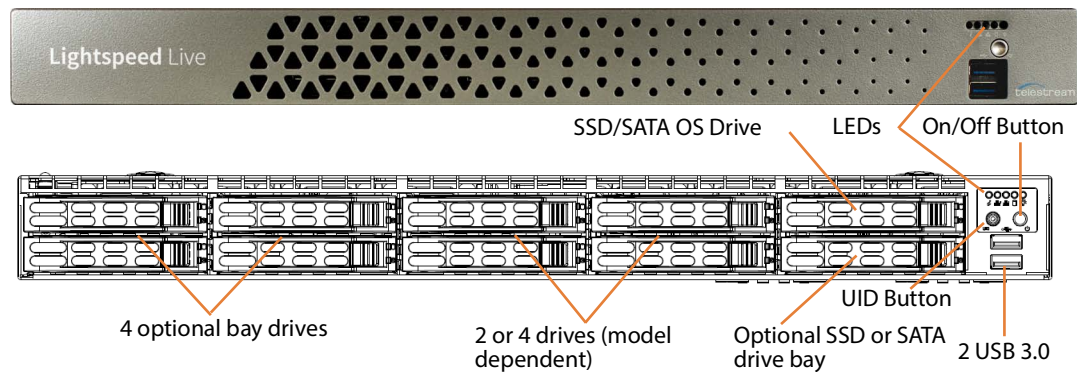 Lightspeed Live
telestream
SSD/SATA OS Drive
LEDs
On/Off Button
4 optional bay drives
2 or 4 drives (model
dependent)
Optional SSD or SATA
drive bay
UID Button
2 USB 3.0